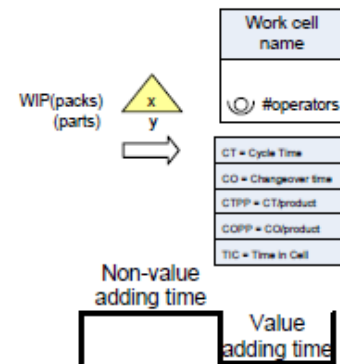 Work cell
name
WIP(packs)
(parts)
x
y
#operators
CT = Cycle Time
CO = Changeover time
CTPP = CT/product
COPP = CO/product
TIC = Time in Cell
Non-value
adding time
Value
adding time